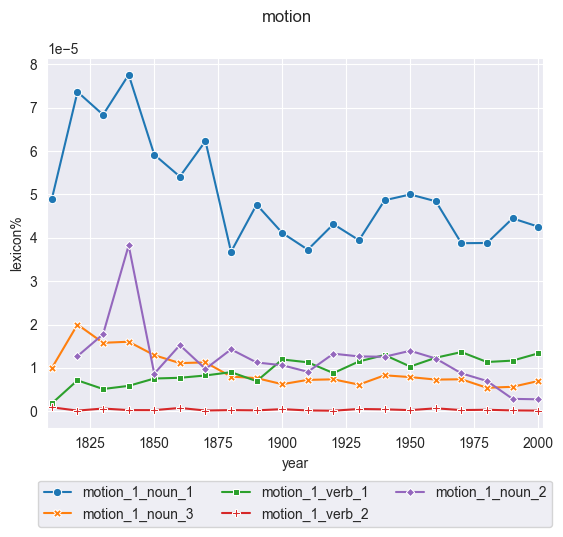 motion
1e−5
8
7
6
5
4
3
2
1
0
lexicon%
1825 1850 1875 1900 1925 1950 1975 2000
year
motion_1_noun_1 motion_1_verb_1 motion_1_noun_2
motion_1_noun_3 motion_1_verb_2